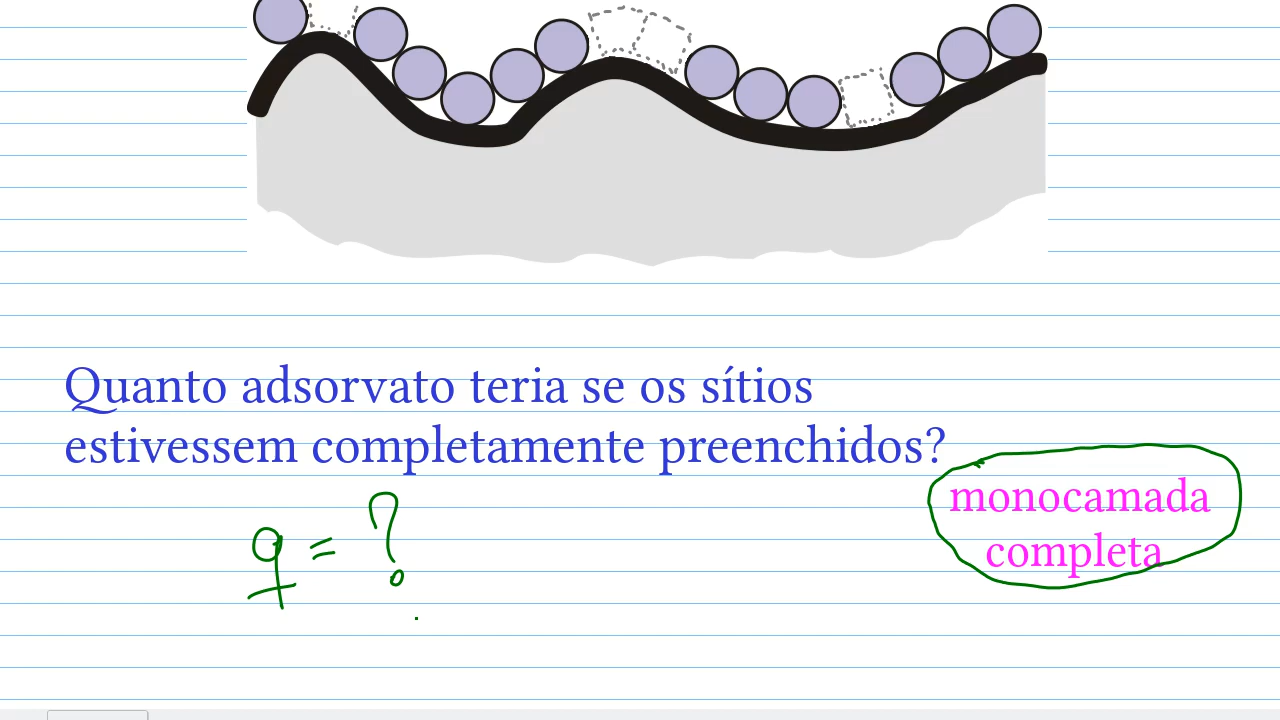 Quanto adsorvato teria se os sítios
estivessem completamente preenchidos?
monocamada
completa
q = ?